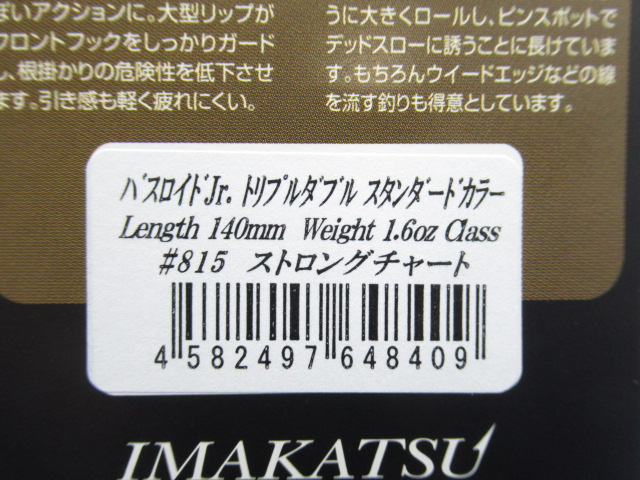 ぽいアクションに。大型リップが
フロントフックをしっかりガード
し、根掛かりの危険性を低下させ
ます。引き感も軽く疲れにくい。
うに大きくロールし、ピンスポットで
デッドスローに誘うことに長けていま
す。もちろんウイードエッジなどの縁
を流す釣りも得意としています。
バスロイドJr. トリプルダブル スタンダードカラー
Length 140mm Weight 1.6oz Class
#815 ストロングチャート
4 582497 648409
IMAKATSU